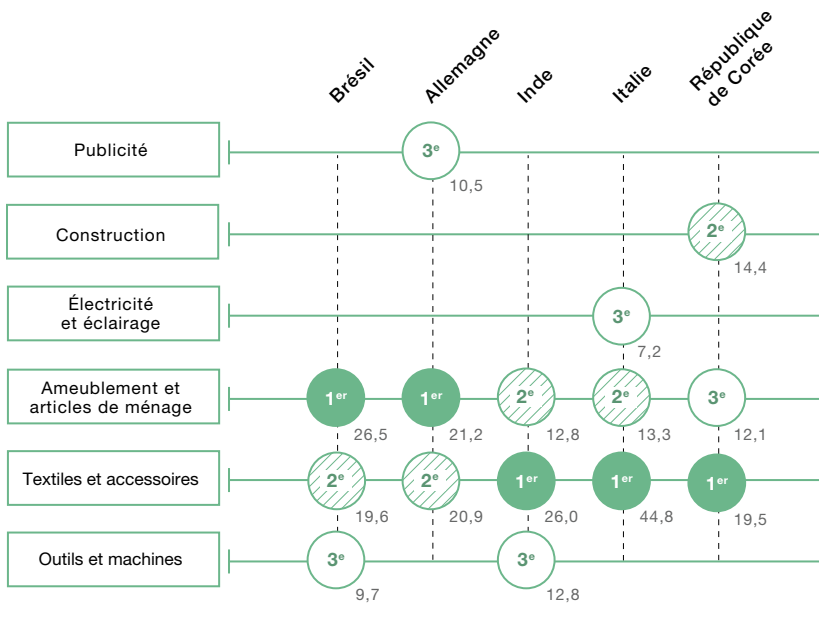 Brésil
Allemagne
Inde
Italie
République
de Corée
Publicité
3e
10,5
Construction
2e
14,4
Électricité
et éclairage
3e
7,2
Ameublement et
articles de ménage
1er
26,5
1er
21,2
2e
12,8
2e
13,3
3e
12,1
Textiles et accessoires
2e
19,6
2e
20,9
1er
26,0
1er
44,8
1er
19,5
Outils et machines
3e
9,7
3e
12,8